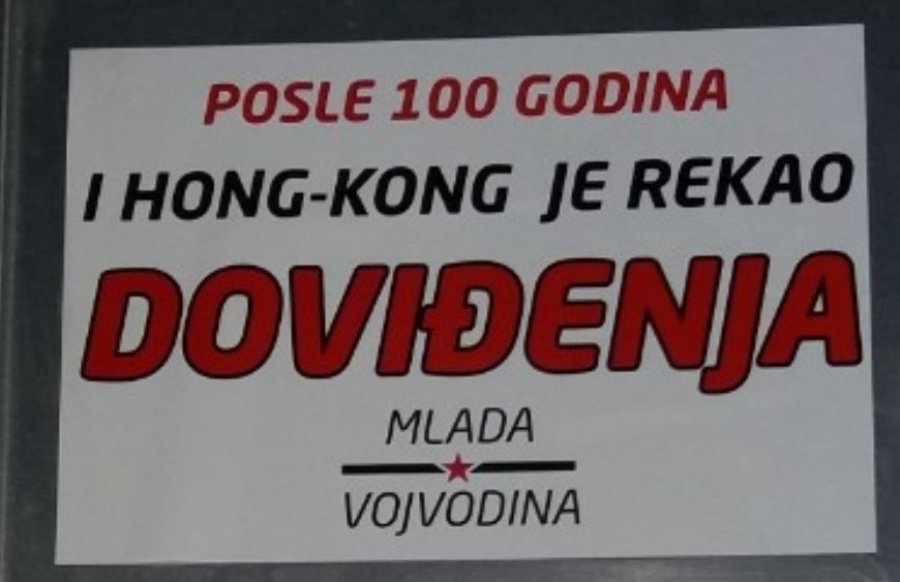 POSLE 100 GODINA
I HONG-KONG JE REKAO
DOVIĐENJA
MLADA
VOJVODINA